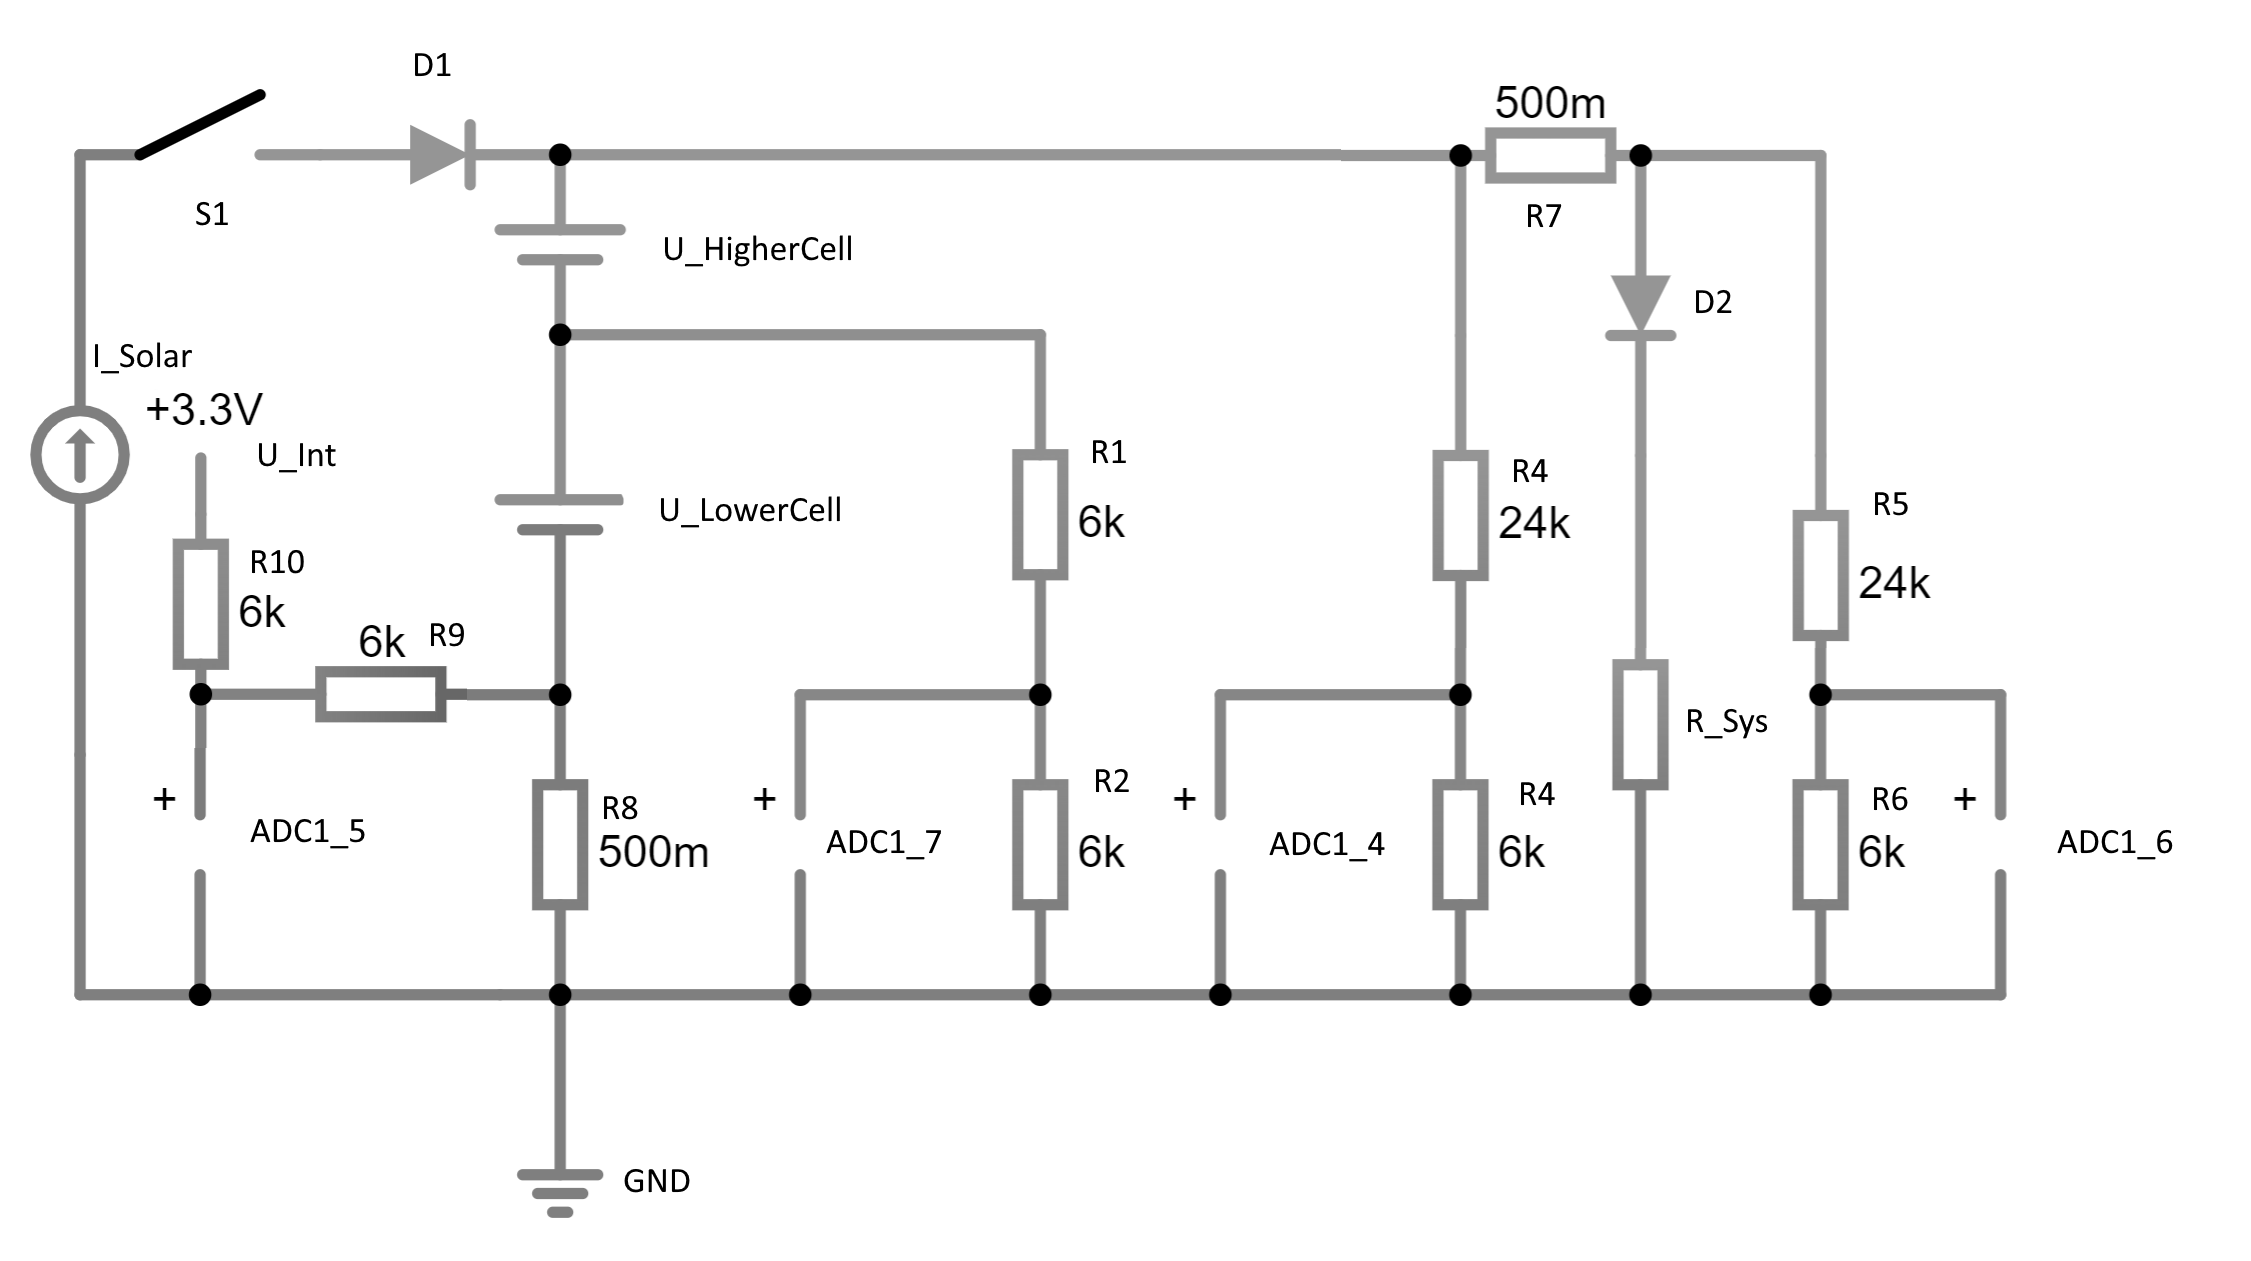 D1
500m
S1
R7
U_HigherCell
D2
I_Solar
+3.3V
U_Int
R1
6k
R4
24k
R5
24k
U_LowerCell
R10
6k
6k R9
R_Sys
+
ADC1_5
R8
500m
+
ADC1_7
R2
6k
+
ADC1_4
R4
6k
R6
6k
+
ADC1_6
GND